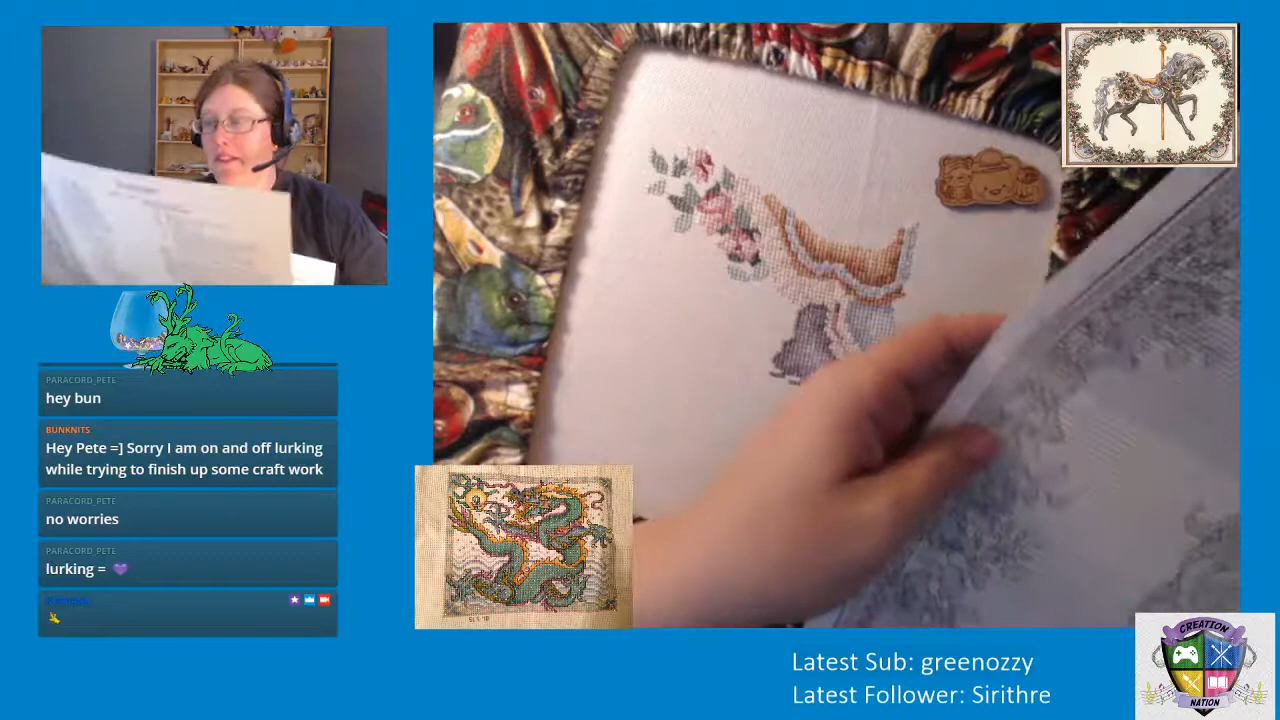 PARACORD_PETE
hey bun
BUNKNITS
Hey Pete =] Sorry I am on and off lurking
while trying to finish up some craft work
PARACORD_PETE
no worries
PARACORD_PETE
lurking = 💜
Latest Sub: greenozzy
Latest Follower: Sirithre
CREATION
NATION